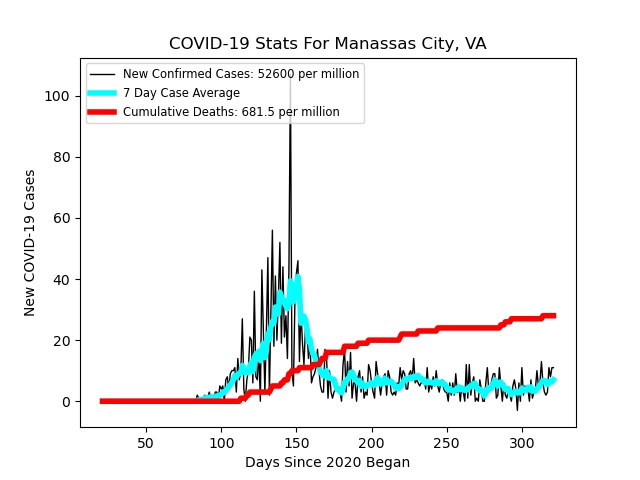 COVID-19 Stats For Manassas City, VA
New Confirmed Cases: 52600 per million
7 Day Case Average
Cumulative Deaths: 681.5 per million
New COVID-19 Cases
100
80
60
40
20
0
50
100
150
200
250
300
Days Since 2020 Began